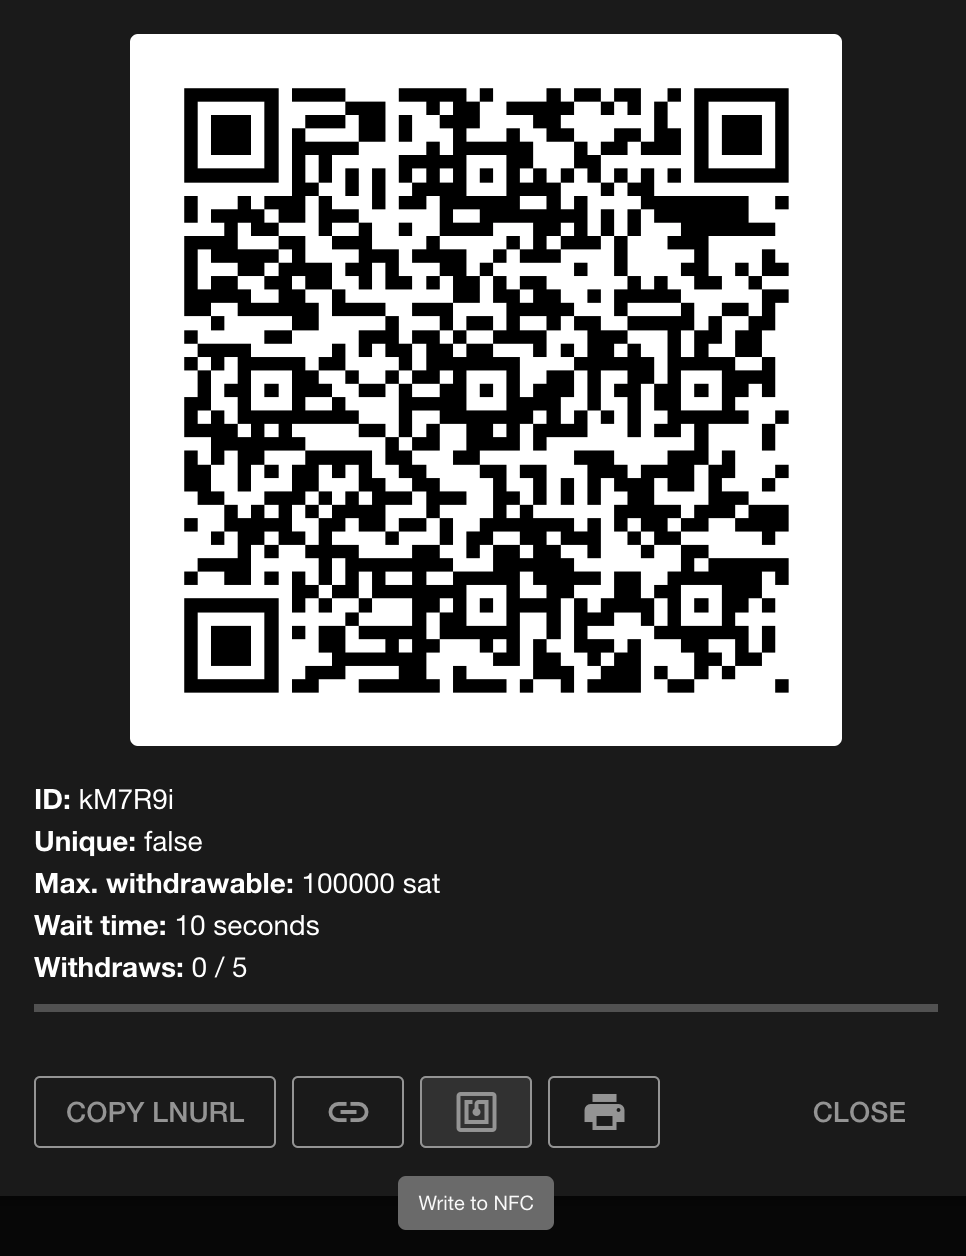 ID: kM7R9i
Unique: false
Max. withdrawable: 100000 sat
Wait time: 10 seconds
Withdraws: 0 / 5
COPY LNURL
CLOSE
Write to NFC